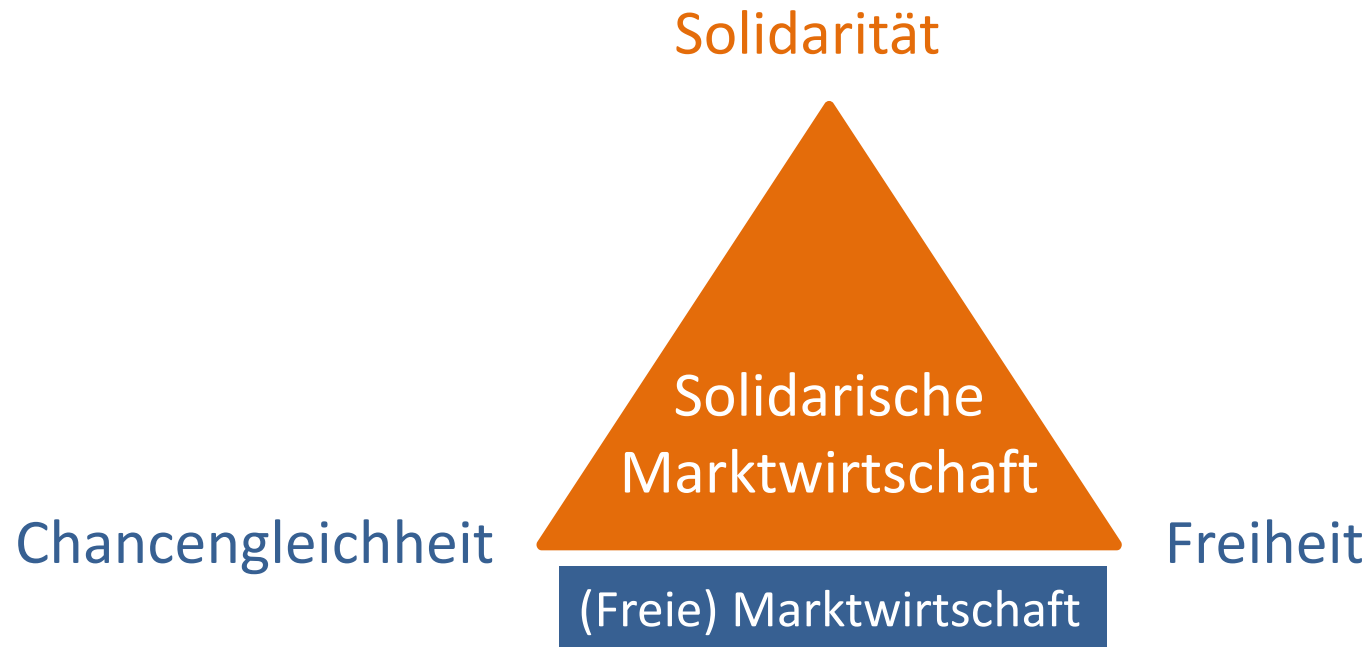 Solidarität
Solidarische
Marktwirtschaft
Chancengleichheit
Freiheit
(Freie) Marktwirtschaft